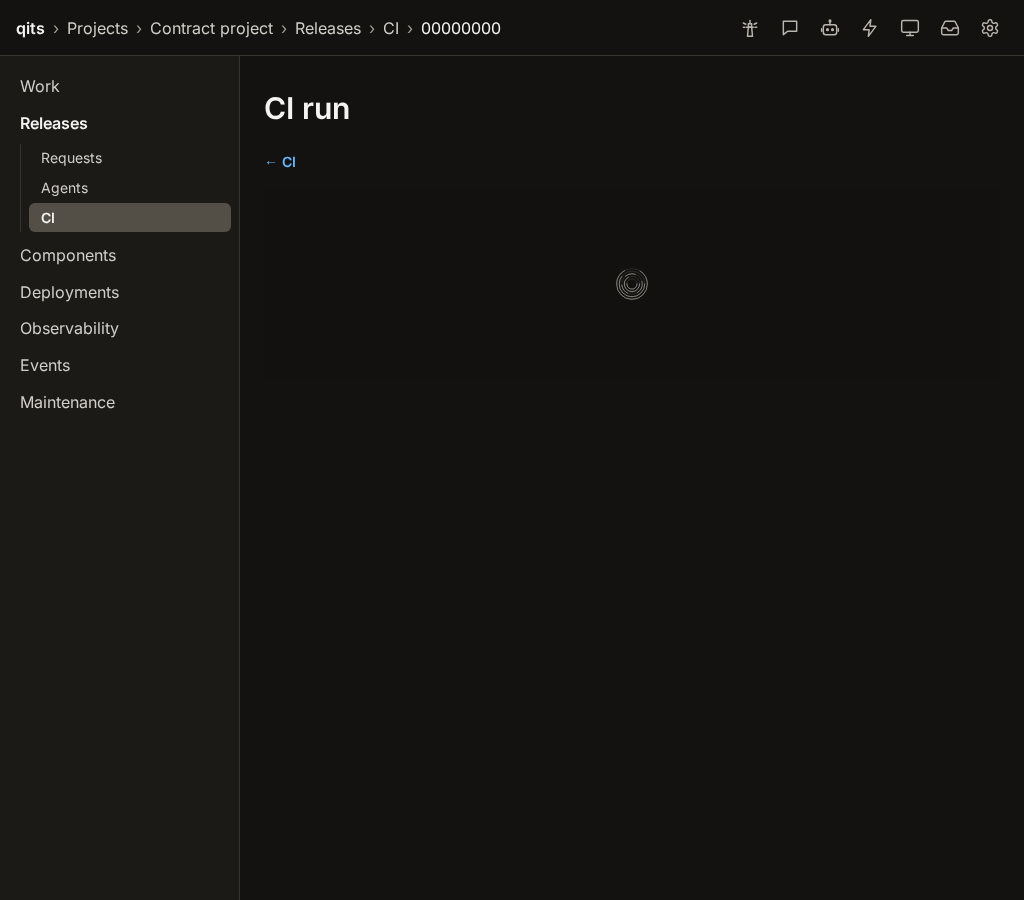 qits › Projects › Contract project › Releases › CI › 00000000
Work
Releases
Requests
Agents
CI
Components
Deployments
Observability
Events
Maintenance
CI run
← CI